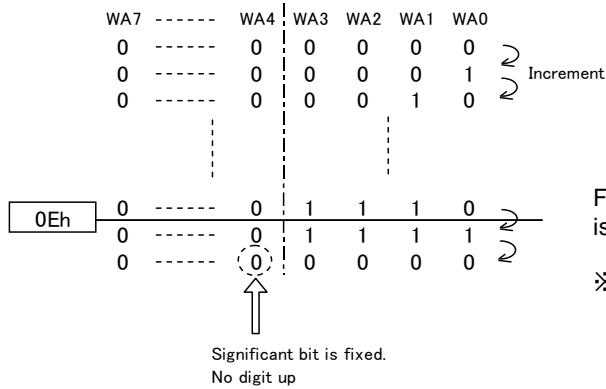 WA7 ------ WA4 WA3 WA2 WA1 WA0
0 ------ 0 0 0 0 0
0 ------ 0 0 0 0 1
Increment
0 ------ 0 0 0 1 0
0 ------ 0 1 1 1 0
0Eh
0 ------ 0 1 1 1 1
0 ------ 0 0 0 0 0
F
is
※
Significant bit is fixed.
No digit up